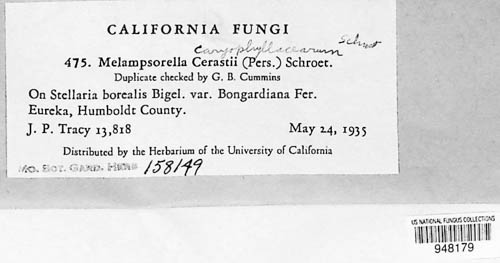 CALIFORNIA FUNGI
caryophyllacearum Schroet
475. Melampsorella Cerastii (Pers.) Schroet.
Duplicate checked by G. B. Cummins
On Stellaria borealis Bigel. var. Bongardiana Fer.
Eureka, Humboldt County.
J. P. Tracy 13,818 May 24, 1935
Distributed by the Herbarium of the University of California
MO. BOT. GARD. HERB 158149
US NATIONAL FUNGUS COLLECTIONS
948179